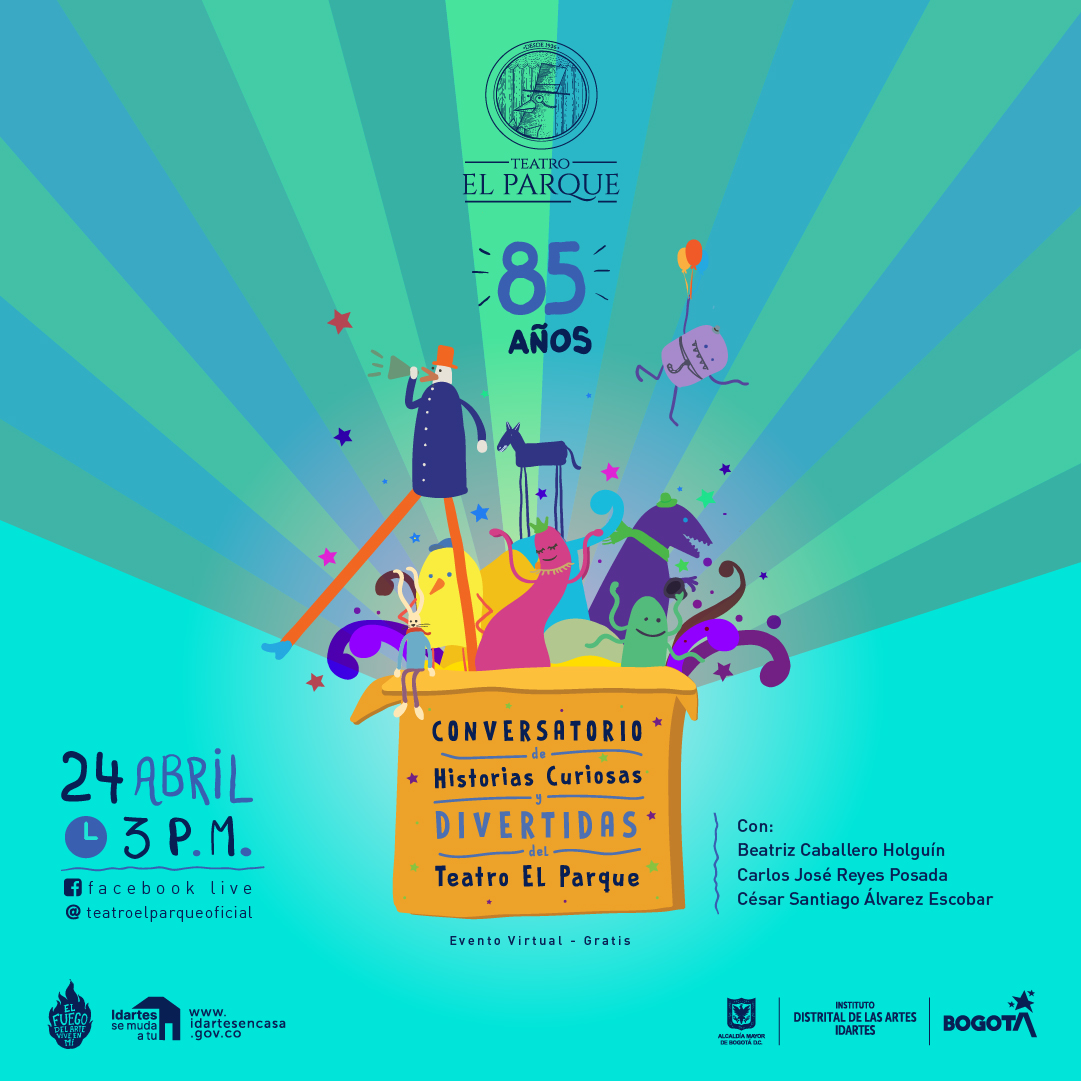 •DESDE 1936•
TEATRO
EL PARQUE
85
AÑOS
CONVERSATORIO
de
Historias Curiosas
y
DIVERTIDAS
del
Teatro EL Parque
24 ABRIL
3 P.M.
facebook live
@ teatroelparqueoficial
Con:
Beatriz Caballero Holguín
Carlos José Reyes Posada
César Santiago Álvarez Escobar
Evento Virtual - Gratis
EL
FUEGO
DEL ARTE
VIVE EN
MÍ
Idartes
se muda
a tu
www.
idartesencasa
.gov.co
ALCALDÍA MAYOR
DE BOGOTÁ D.C.
INSTITUTO
DISTRITAL DE LAS ARTES
IDARTES
BOGOTÁ